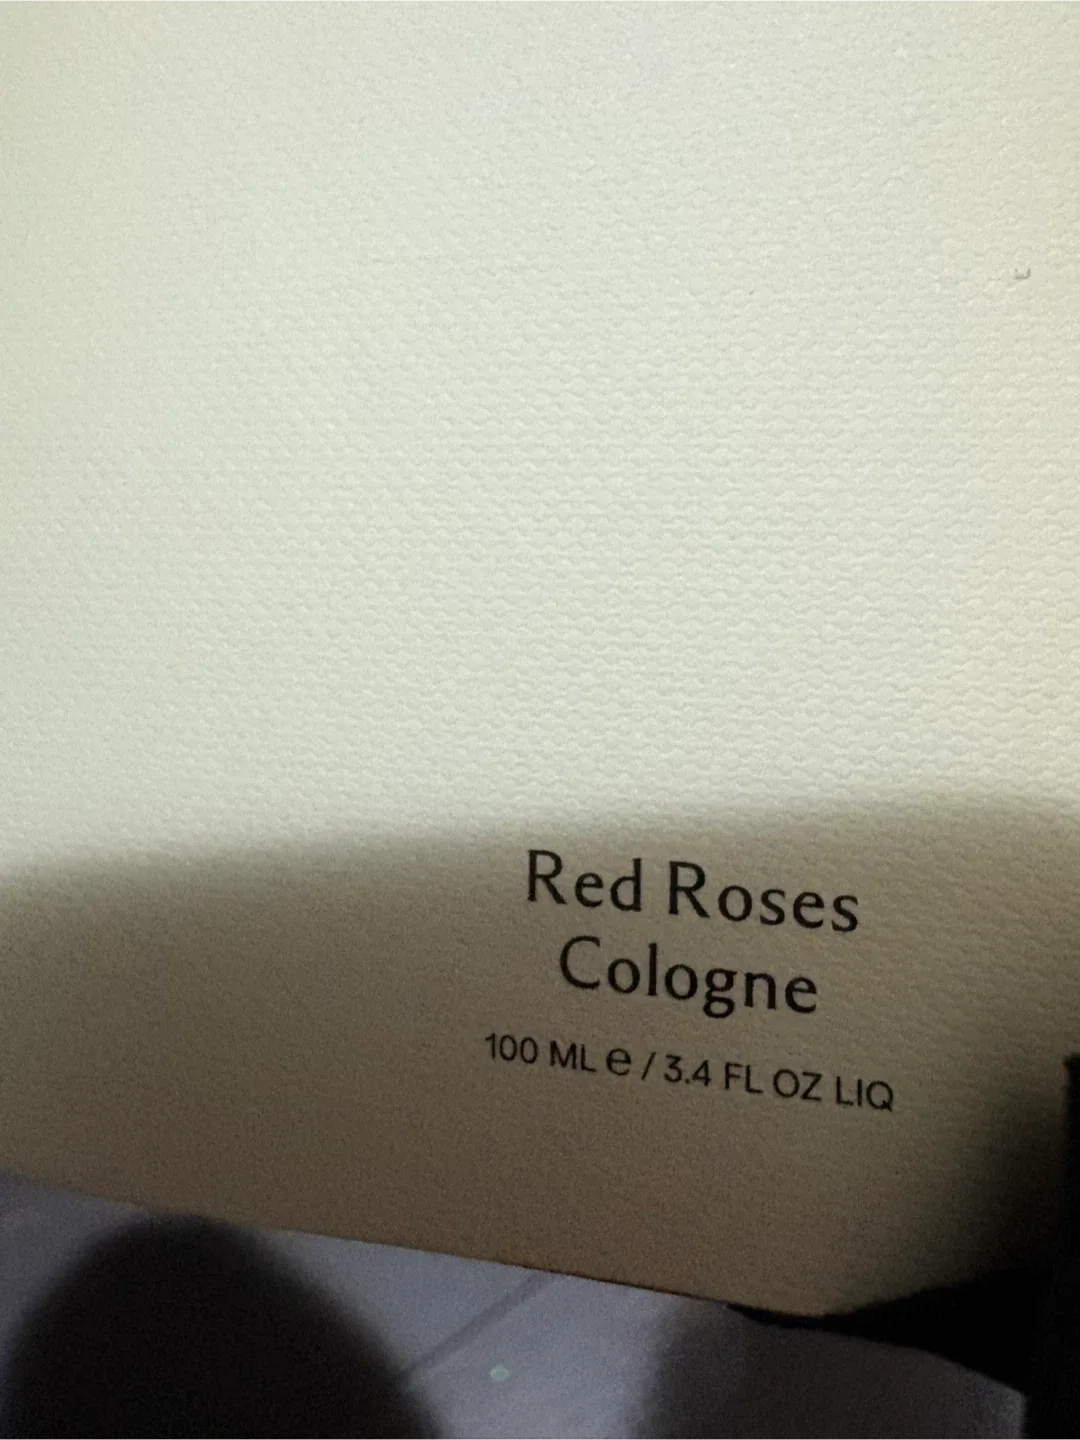 Red Roses
Cologne
100 ML e / 3.4 FL OZ LIQ